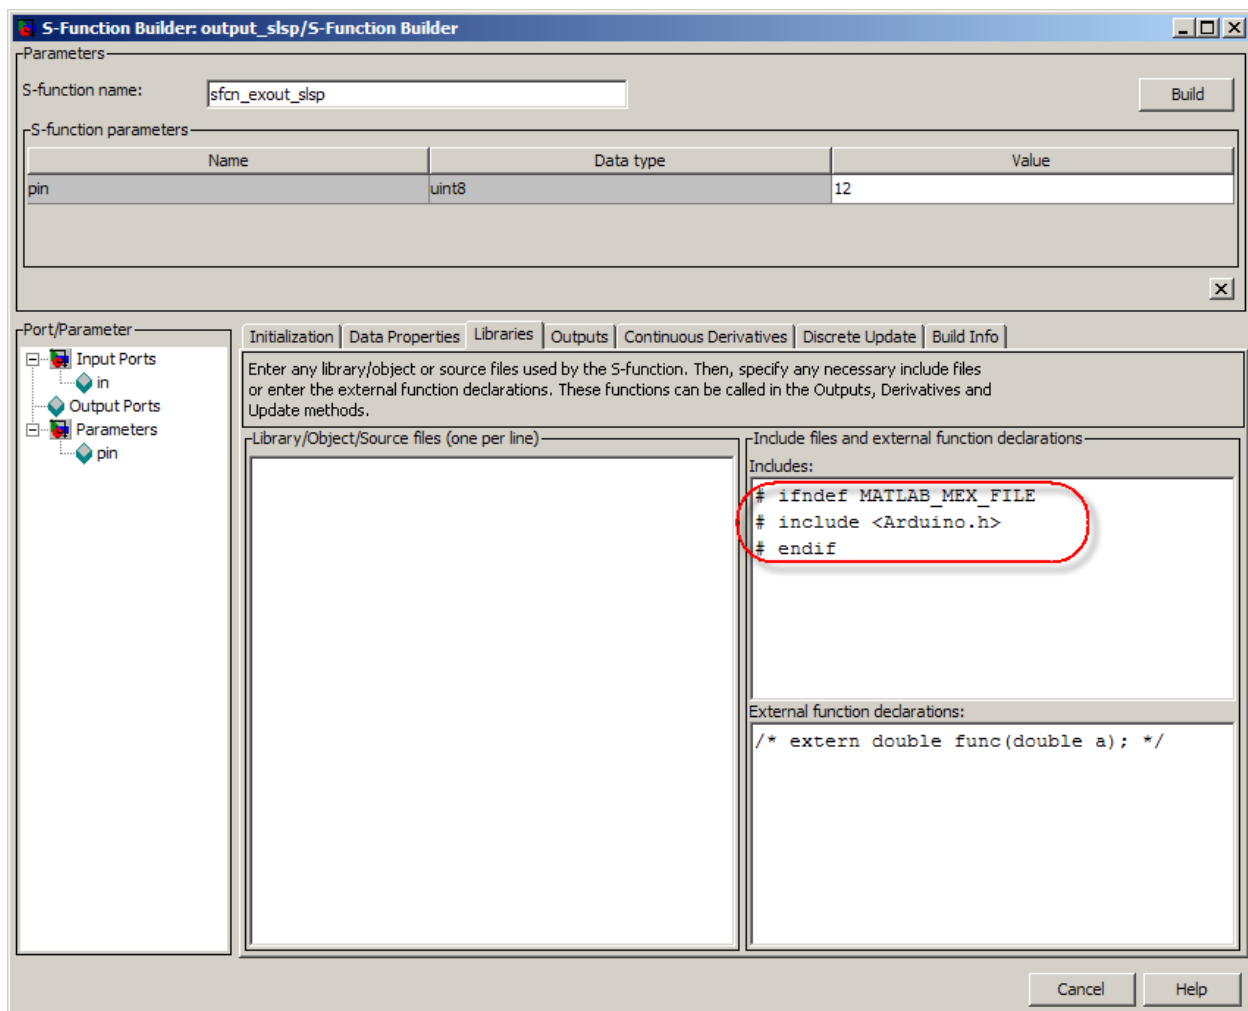 S-Function Builder: output_slsp/S-Function Builder
Parameters
S-function name: sfcn_exout_slsp Build
S-function parameters
Name Data type Value
pin uint8 12
Port/Parameter
Input Ports
in
Output Ports
Parameters
pin
Initialization Data Properties Libraries Outputs Continuous Derivatives Discrete Update Build Info
Enter any library/object or source files used by the S-function. Then, specify any necessary include files
or enter the external function declarations. These functions can be called in the Outputs, Derivatives and
Update methods.
Library/Object/Source files (one per line)
Include files and external function declarations
Includes:
# ifndef MATLAB_MEX_FILE
# include <Arduino.h>
# endif
External function declarations:
/* extern double func(double a); */
Cancel Help